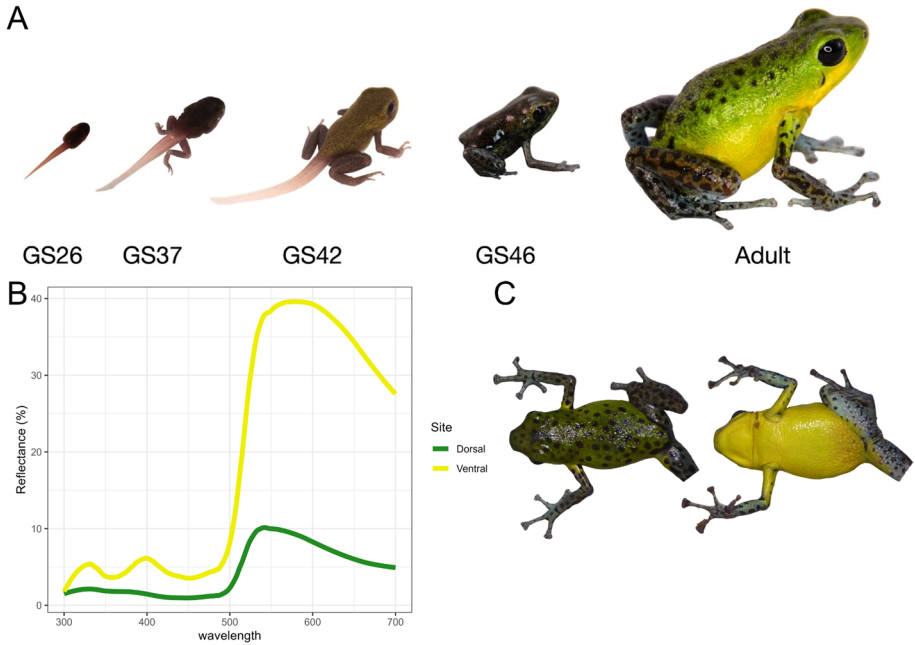 A
GS26 GS37 GS42 GS46 Adult
B
C
40
30
20
10
0
Reflectance (%)
300 400 500 600 700
wavelength
Site
Dorsal
Ventral